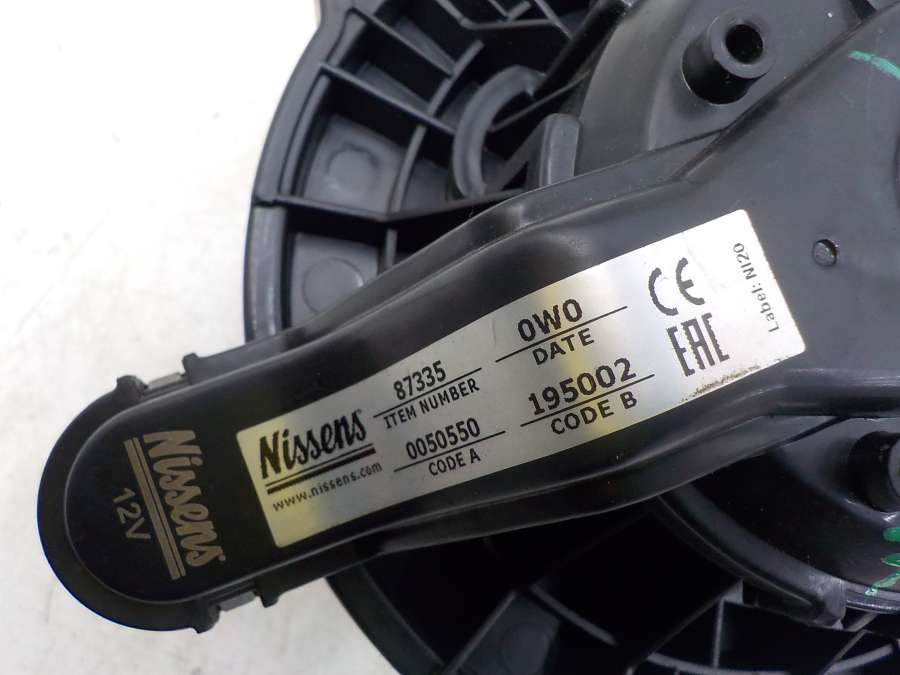 Nissens
12V
Nissens
www.nissens.com
87335
ITEM NUMBER
0050550
CODE A
0W0
DATE
195002
CODE B
CE
EAC
Label: NI20